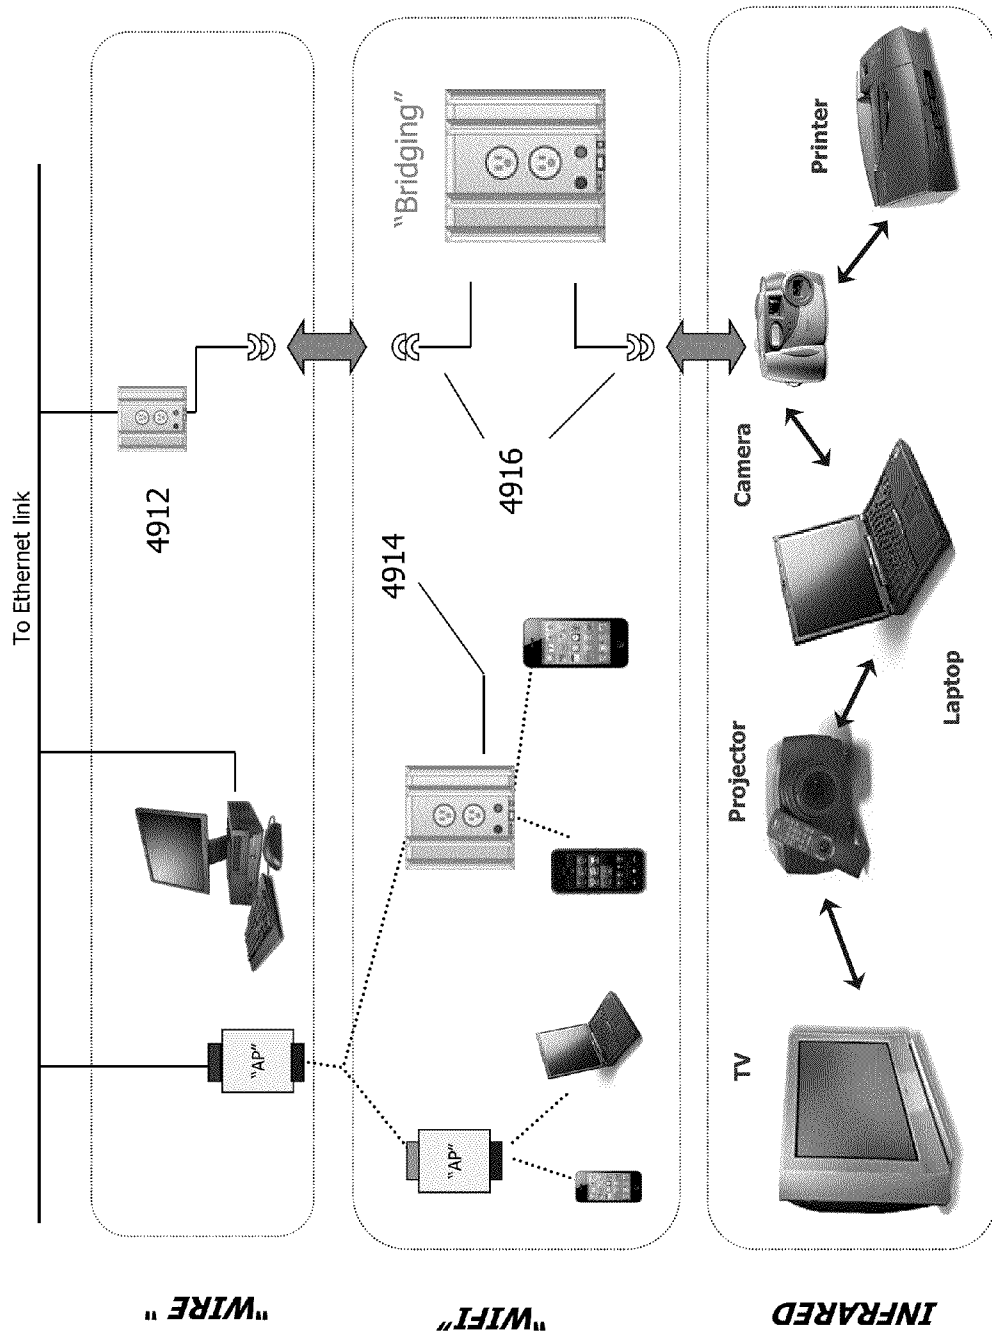 To Ethernet link
"WIRE "
"AP"
4912
"WIFI"
"AP"
4914
4916
"Bridging"
INFRARED
TV
Projector
Laptop
Camera
Printer